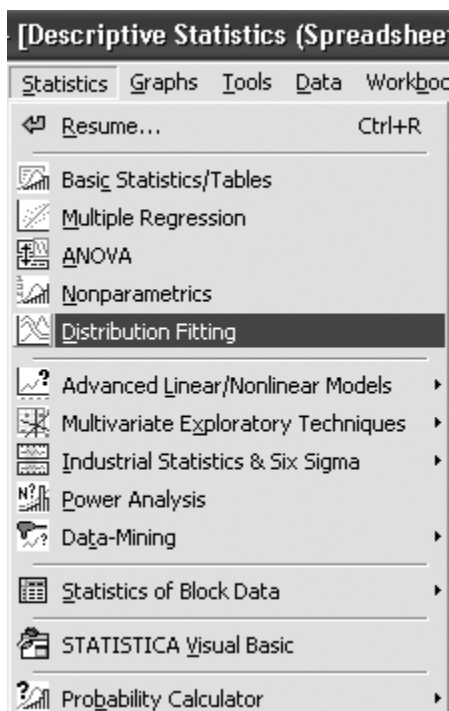 [Descriptive Statistics (Spreadshee
Statistics Graphs Tools Data Workboo
Resume... Ctrl+R
Basic Statistics/Tables
Multiple Regression
ANOVA
Nonparametrics
Distribution Fitting
Advanced Linear/Nonlinear Models
Multivariate Exploratory Techniques
Industrial Statistics & Six Sigma
Power Analysis
Data-Mining
Statistics of Block Data
STATISTICA Visual Basic
Probability Calculator